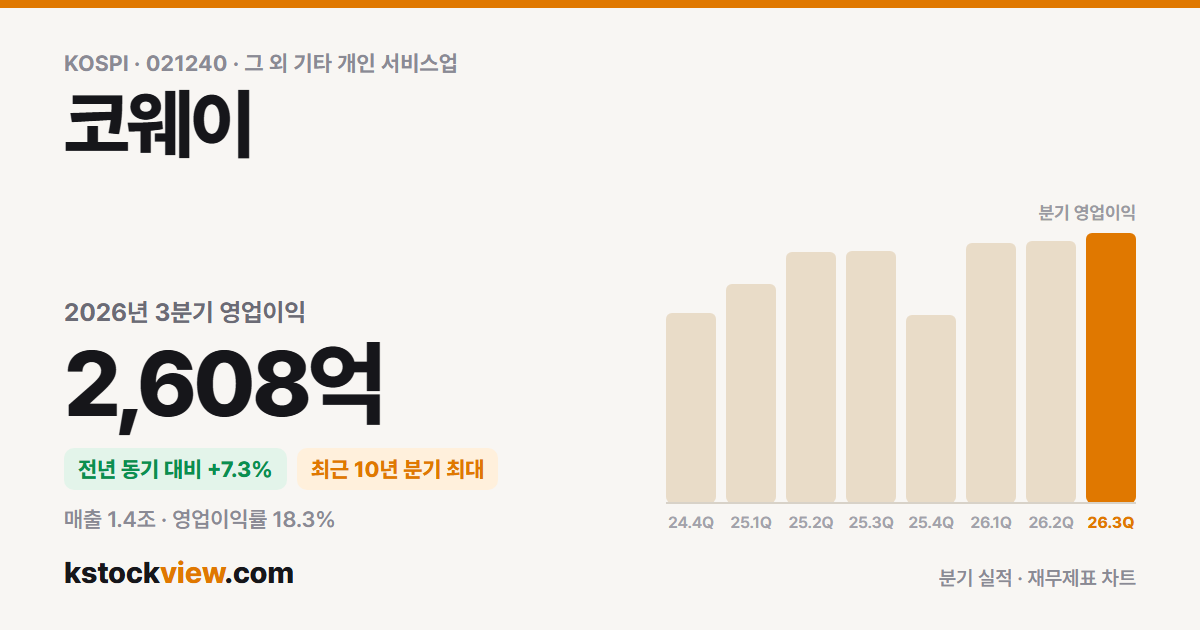 KOSPI · 021240 · 그 외 기타 개인 서비스업
코웨이
분기 영업이익
2026년 3분기 영업이익
2,608억
전년 동기 대비 +7.3% 최근 10년 분기 최대
매출 1.4조 · 영업이익률 18.3%
24.4Q 25.1Q 25.2Q 25.3Q 25.4Q 26.1Q 26.2Q 26.3Q
kstockview.com
분기 실적 · 재무제표 차트